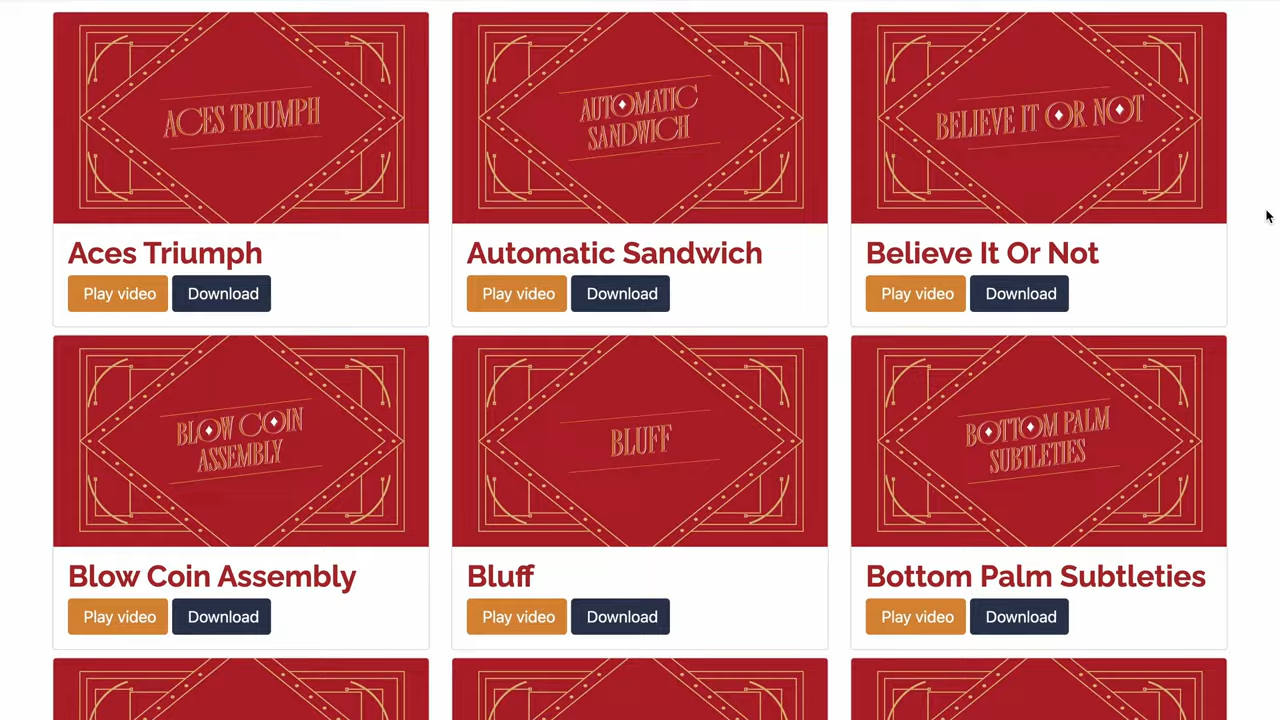 ACES TRIUMPH
AUTOMATIC
SANDWICH
BELIEVE IT OR NOT
Aces Triumph
Automatic Sandwich
Believe It Or Not
Play video Download
Play video Download
Play video Download
BLOW COIN
ASSEMBLY
BLUFF
BOTTOM PALM
SUBTLETIES
Blow Coin Assembly
Bluff
Bottom Palm Subtleties
Play video Download
Play video Download
Play video Download